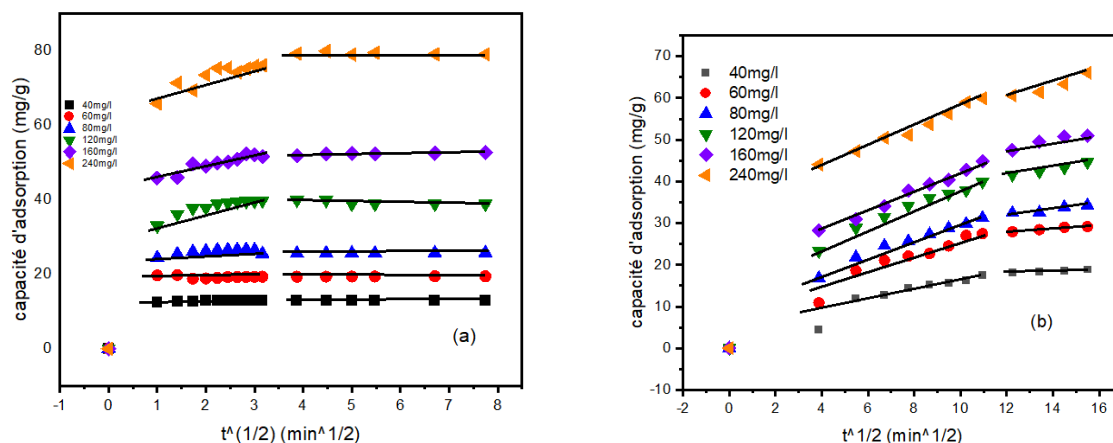 80
60
40
20
0
-1
0
1
2
3
4
5
6
7
8
capacité d'adsorption (mg/g)
t^(1/2) (min^1/2)
40mg/l
60mg/l
80mg/l
120mg/l
160mg/l
240mg/l
(a)
70
60
50
40
30
20
10
0
-10
-2
0
2
4
6
8
10
12
14
16
capacité d'adsorption (mg/g)
t^1/2 (min^1/2)
40mg/l
60mg/l
80mg/l
120mg/l
160mg/l
240mg/l
(b)